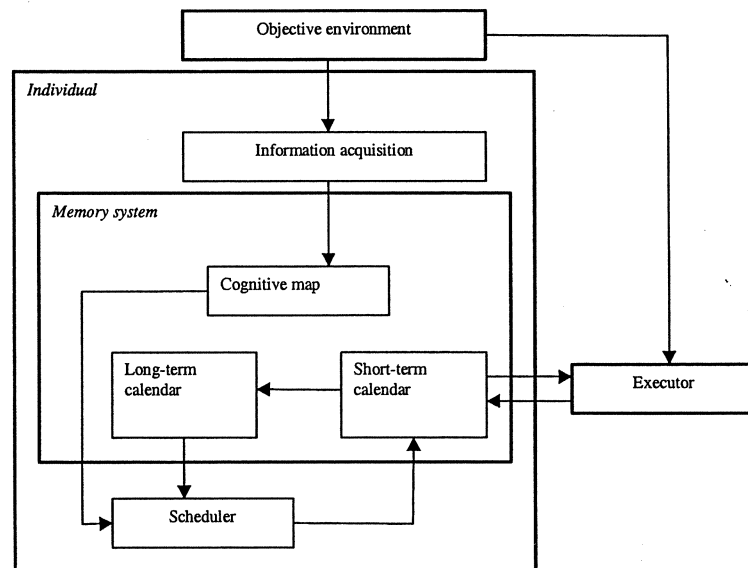 Objective environment
Individual
Information acquisition
Memory system
Cognitive map
Long-term
calendar
Short-term
calendar
Executor
Scheduler